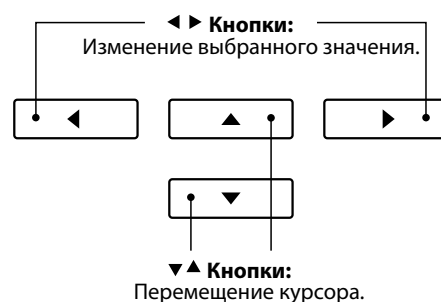 ◀ ▶ Кнопки:
Изменение выбранного значения.
▼▲ Кнопки:
Перемещение курсора.